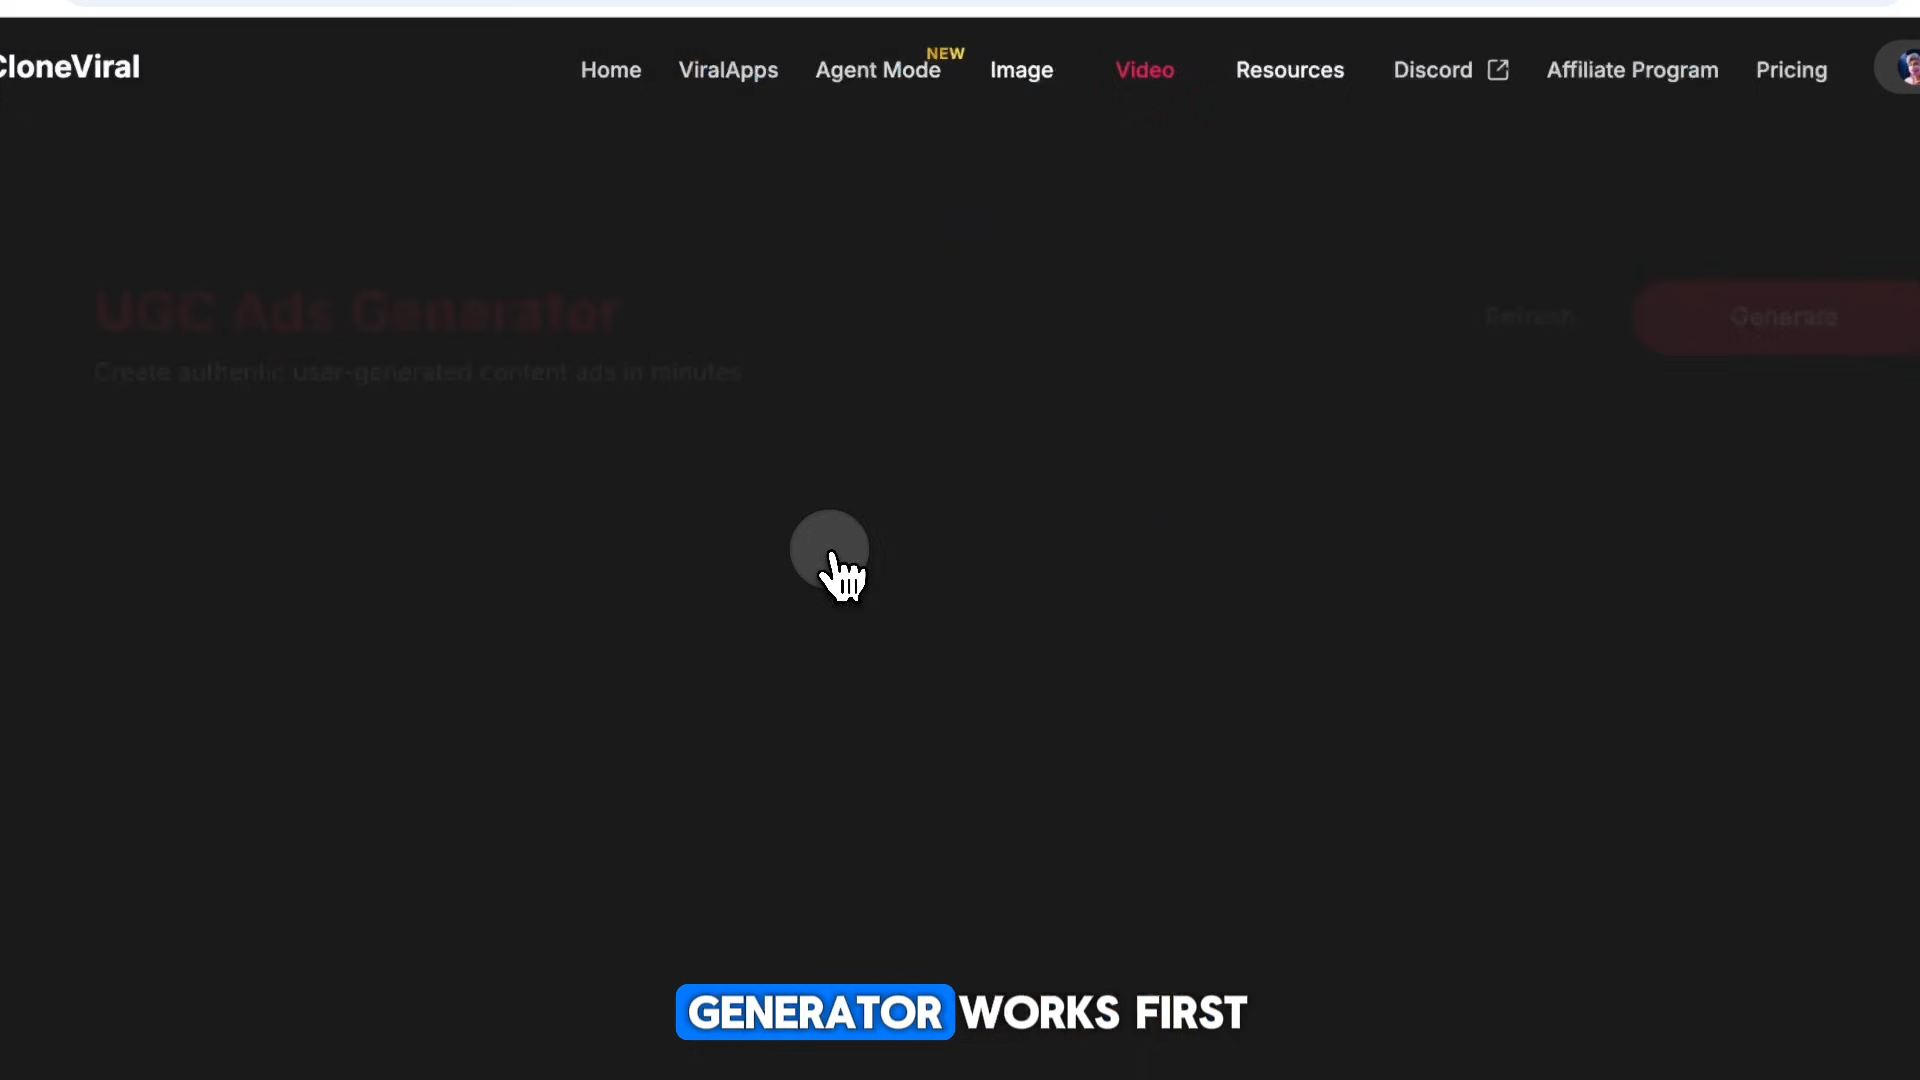 CloneViral
Home ViralApps Agent Mode NEW Image Video Resources Discord Affiliate Program Pricing
UGC Ads Generator
Refresh Generate
Create authentic user-generated content ads in minutes
GENERATOR WORKS FIRST